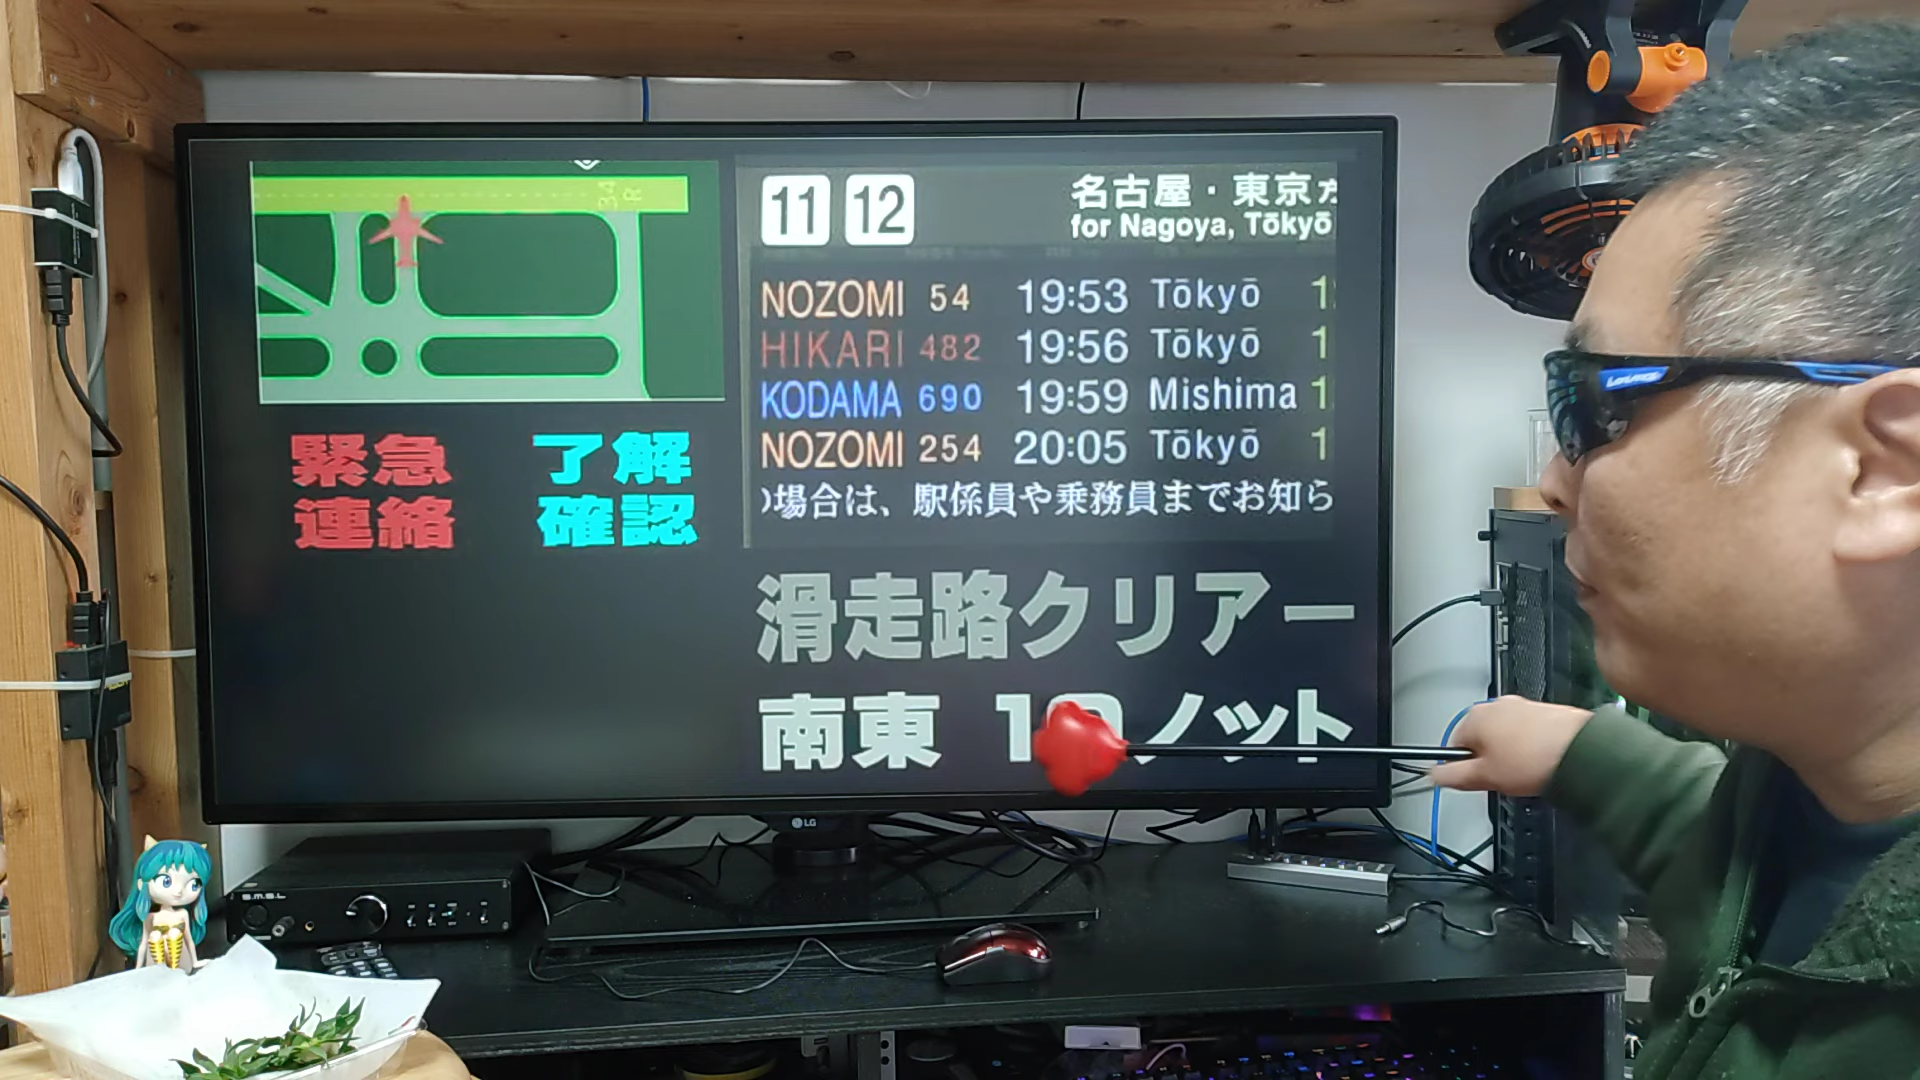 34
R
緊急
連絡
了解
確認
11 12
名古屋・東京
for Nagoya, Tōkyō
NOZOMI 54 19:53 Tōkyō
HIKARI 482 19:56 Tōkyō
KODAMA 690 19:59 Mishima
NOZOMI 254 20:05 Tōkyō
場合は、駅係員や乗務員までお知ら
滑走路クリアー
南東 ノット
LG
S.M.S.L